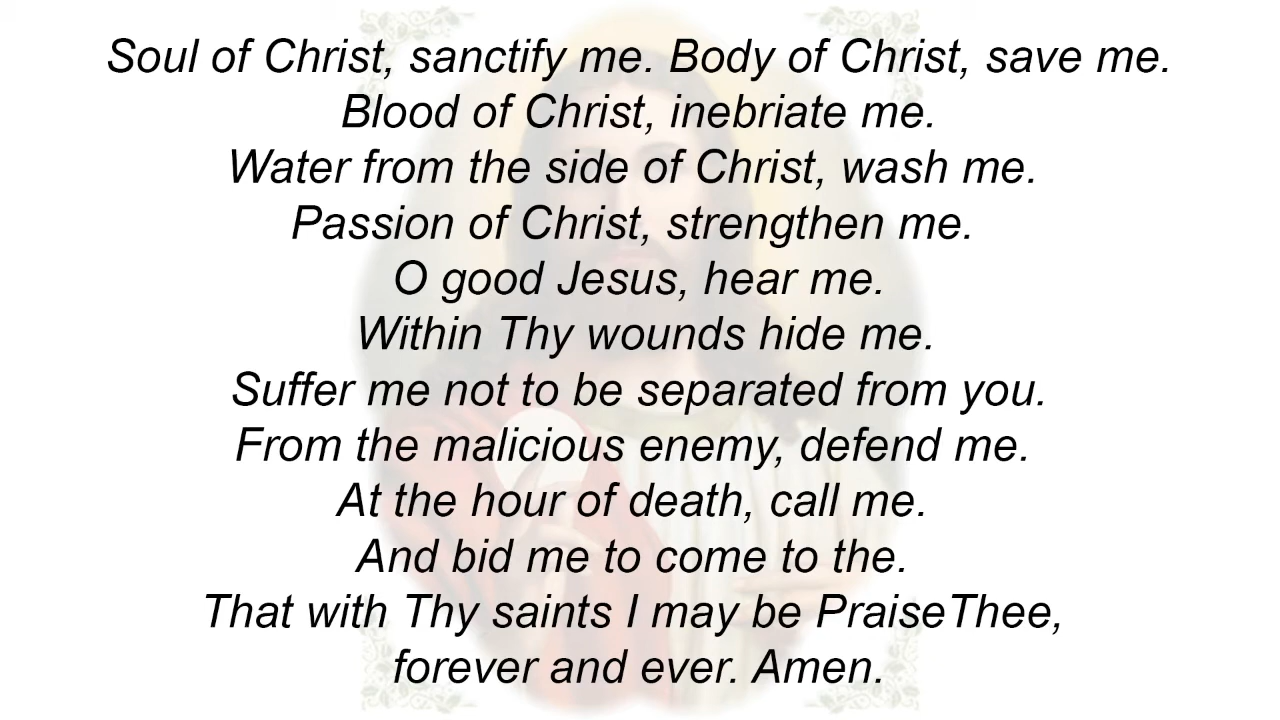 Soul of Christ, sanctify me. Body of Christ, save me.
Blood of Christ, inebriate me.
Water from the side of Christ, wash me.
Passion of Christ, strengthen me.
O good Jesus, hear me.
Within Thy wounds hide me.
Suffer me not to be separated from you.
From the malicious enemy, defend me.
At the hour of death, call me.
And bid me to come to the.
That with Thy saints I may be PraiseThee,
forever and ever. Amen.